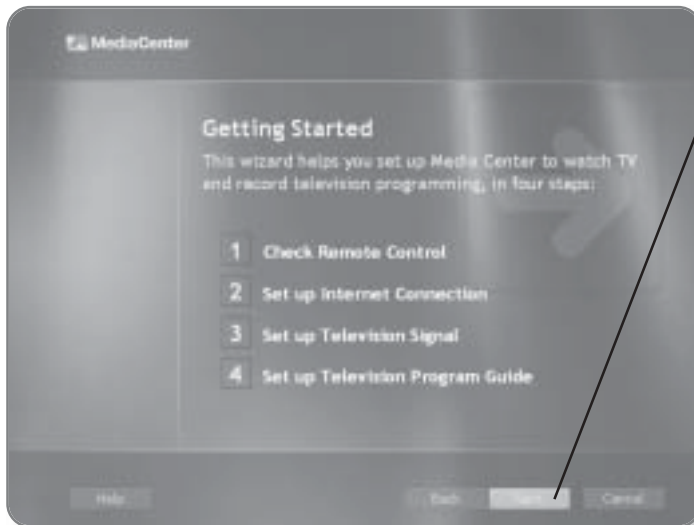 MediaCenter
Getting Started
This wizard helps you set up Media Center to watch TV
and record television programming, in four steps:
1 Check Remote Control
2 Set up Internet Connection
3 Set up Television Signal
4 Set up Television Program Guide
Help
Back
Cancel